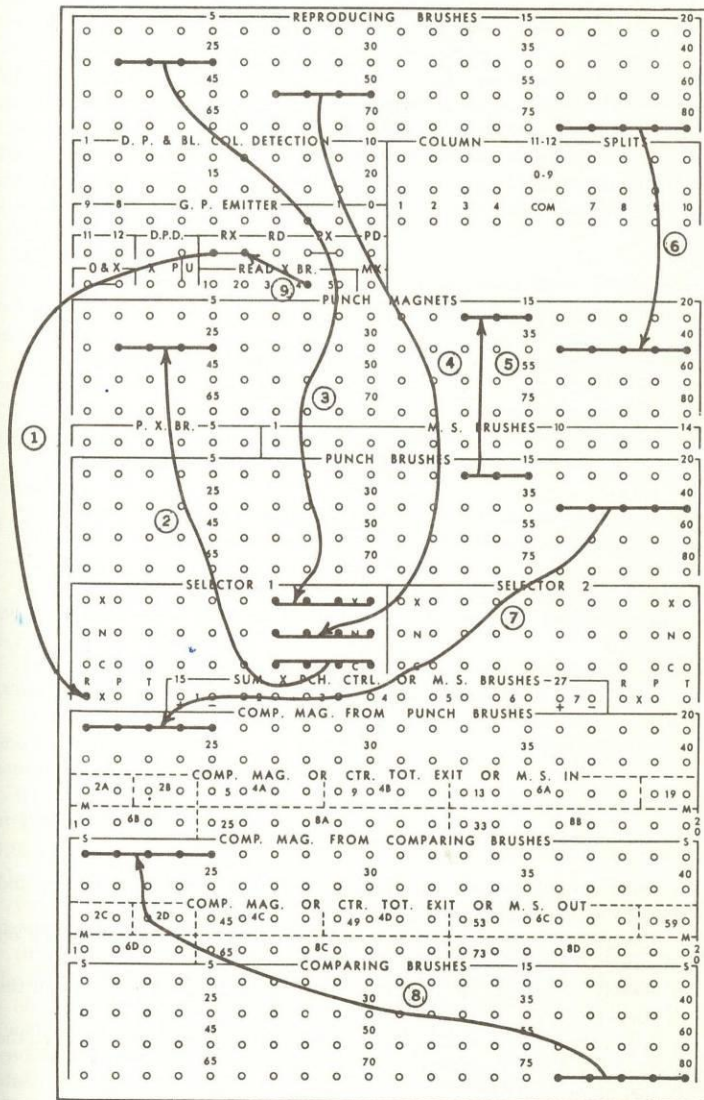 5 REPRODUCING BRUSHES 15 20
25 30 35 40
45 50 55 60
65 70 75 80
1 D. P. & BL. COL. DETECTION 10 COLUMN 11-12 SPLITS
15 20 0-9
9 8 G. P. EMITTER 1 0 1 2 3 4 COM 7 8 9 10
11 12 D.P.D. RX RD PX PD
O & X X P U READ X BR. MX
1 2 3 4 5
⑨ ⑥
5 PUNCH MAGNETS 15 20
25 30 35 40
45 50 55 60
④ ⑤
65 70 75 80
③
① P. X. BR. 5 1 M. S. BRUSHES 10 14
5 PUNCH BRUSHES 15 20
25 30 35 40
② 45 50 55 60
65 70 75 80
SELECTOR 1 SELECTOR 2
X X X X
⑦
N N N N
C C C C
R P T R P T
15 SUM X PCH. CTRL. OR M. S. BRUSHES 27
X 1 4 5 6 7 X
+ - + -
COMP. MAG. FROM PUNCH BRUSHES 20
25 30 35 40
COMP. MAG. OR CTR. TOT. EXIT OR M. S. IN
2A 2B 5 4A 9 4B 13 6A 19
M M
1 6B 25 8A 33 8B 20
S COMP. MAG. FROM COMPARING BRUSHES S
25 30 35 40
COMP. MAG. OR CTR. TOT. EXIT OR M. S. OUT
2C 2D 45 4C 49 4D 53 6C 59
M M
1 6D 65 8C 73 8D 20
S 5 COMPARING BRUSHES 15 S
25 30 35 40
⑧
45 50 55 60
65 70 75 80